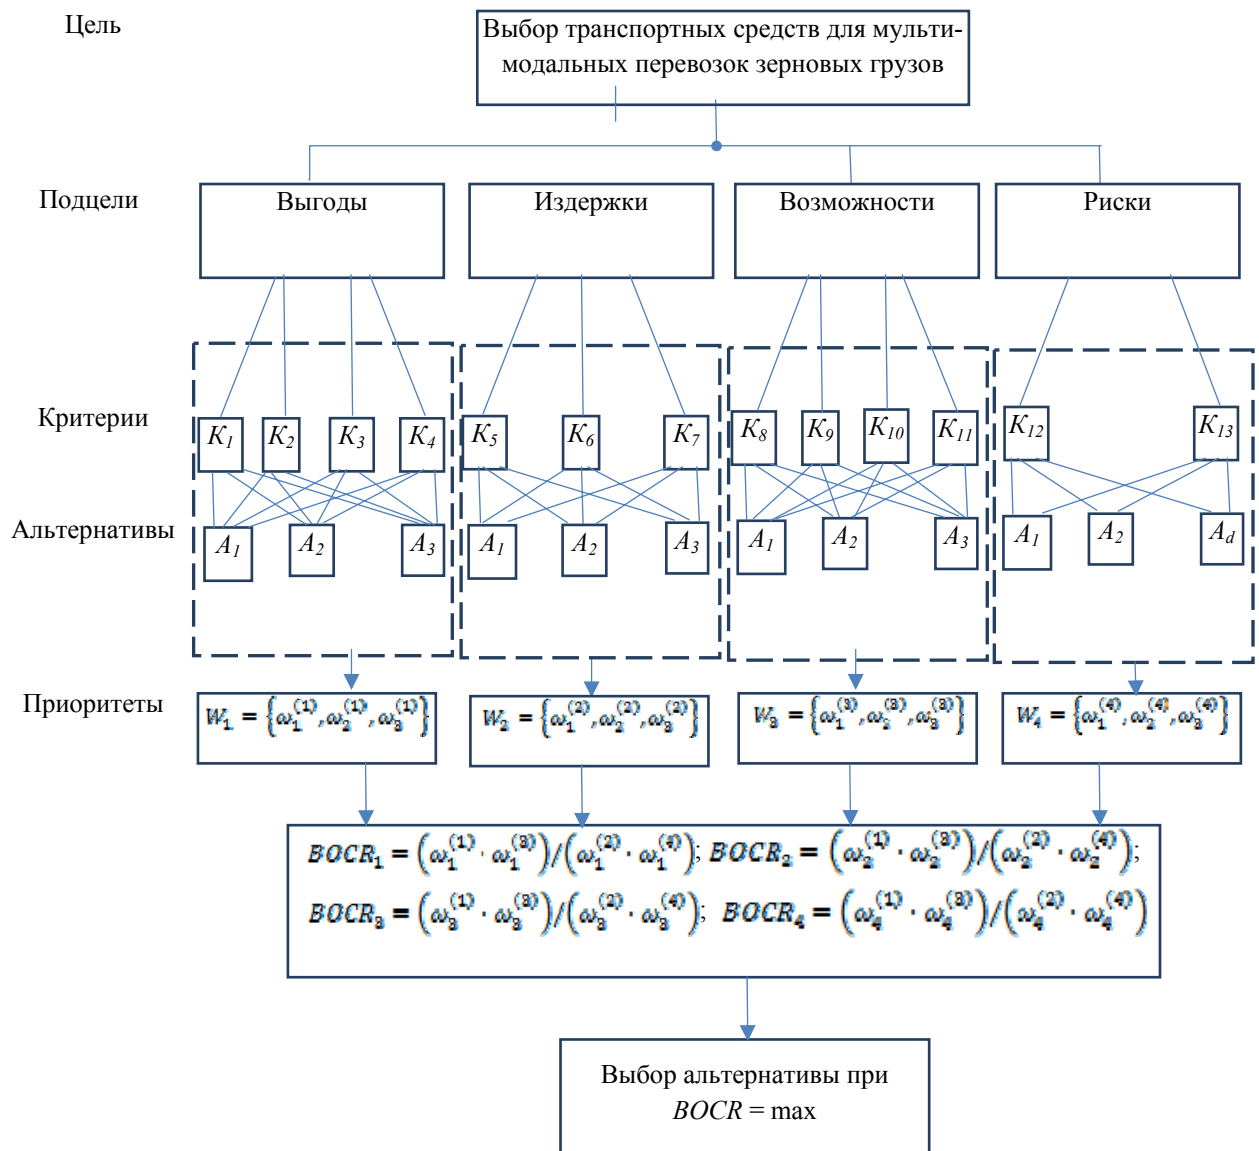 Цель
Выбор транспортных средств для мульти-
модальных перевозок зерновых грузов
Подцели
Выгоды
Издержки
Возможности
Риски
Критерии
K1
K2
K3
K4
K5
K6
K7
K8
K9
K10
K11
K12
K13
Альтернативы
A1
A2
A3
A1
A2
A3
A1
A2
A3
A1
A2
Ad
Приоритеты
W₁ = {ω₁⁽¹⁾, ω₂⁽¹⁾, ω₃⁽¹⁾}
W₂ = {ω₁⁽²⁾, ω₂⁽²⁾, ω₃⁽²⁾}
W₃ = {ω₁⁽³⁾, ω₂⁽³⁾, ω₃⁽³⁾}
W₄ = {ω₁⁽⁴⁾, ω₂⁽⁴⁾, ω₃⁽⁴⁾}
BOCR₁ = (ω₁⁽¹⁾ · ω₁⁽³⁾)/(ω₁⁽²⁾ · ω₁⁽⁴⁾); BOCR₂ = (ω₂⁽¹⁾ · ω₂⁽³⁾)/(ω₂⁽²⁾ · ω₂⁽⁴⁾);
BOCR₃ = (ω₃⁽¹⁾ · ω₃⁽³⁾)/(ω₃⁽²⁾ · ω₃⁽⁴⁾); BOCR₄ = (ω₄⁽¹⁾ · ω₄⁽³⁾)/(ω₄⁽²⁾ · ω₄⁽⁴⁾)
Выбор альтернативы при
BOCR = max